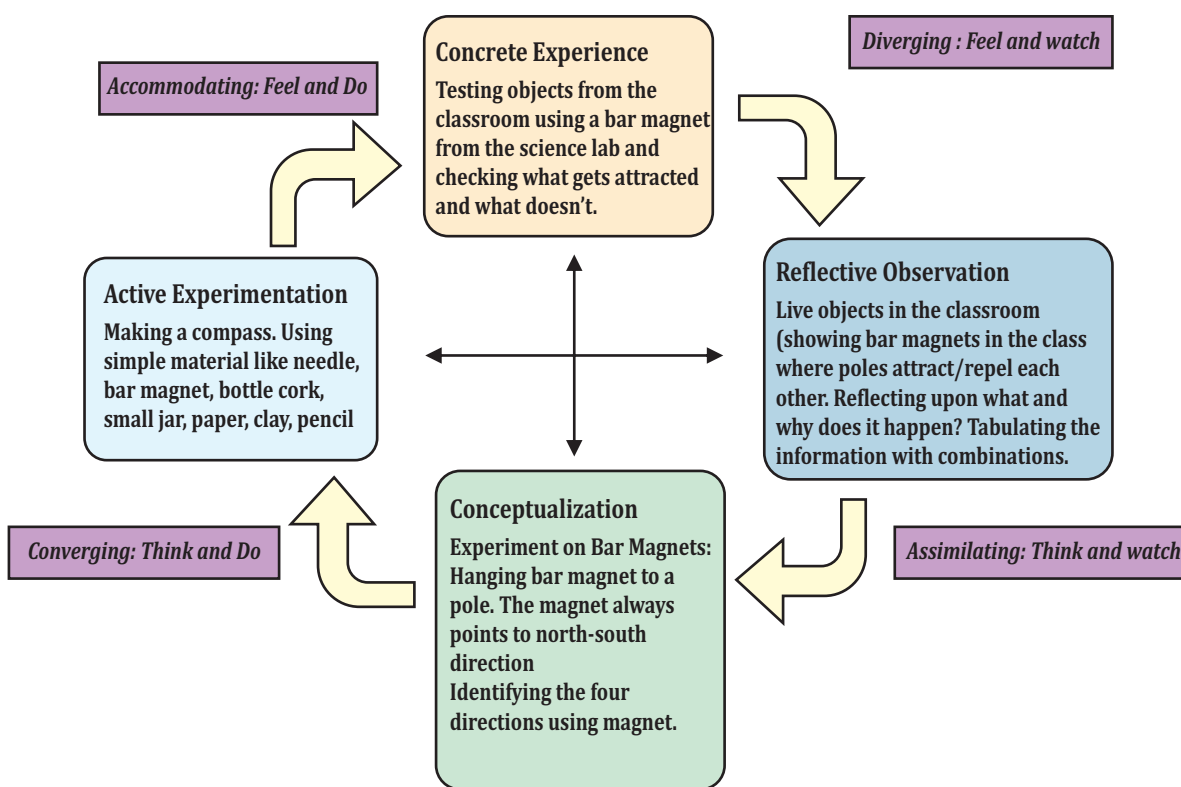 Concrete Experience
Testing objects from the
classroom using a bar magnet
from the science lab and
checking what gets attracted
and what doesn't.
Diverging : Feel and watch
Accommodating: Feel and Do
Active Experimentation
Making a compass. Using
simple material like needle,
bar magnet, bottle cork,
small jar, paper, clay, pencil
Reflective Observation
Live objects in the classroom
(showing bar magnets in the class
where poles attract/repel each
other. Reflecting upon what and
why does it happen? Tabulating the
information with combinations.
Conceptualization
Experiment on Bar Magnets:
Hanging bar magnet to a
pole. The magnet always
points to north-south
direction
Identifying the four
directions using magnet.
Converging: Think and Do
Assimilating: Think and watch